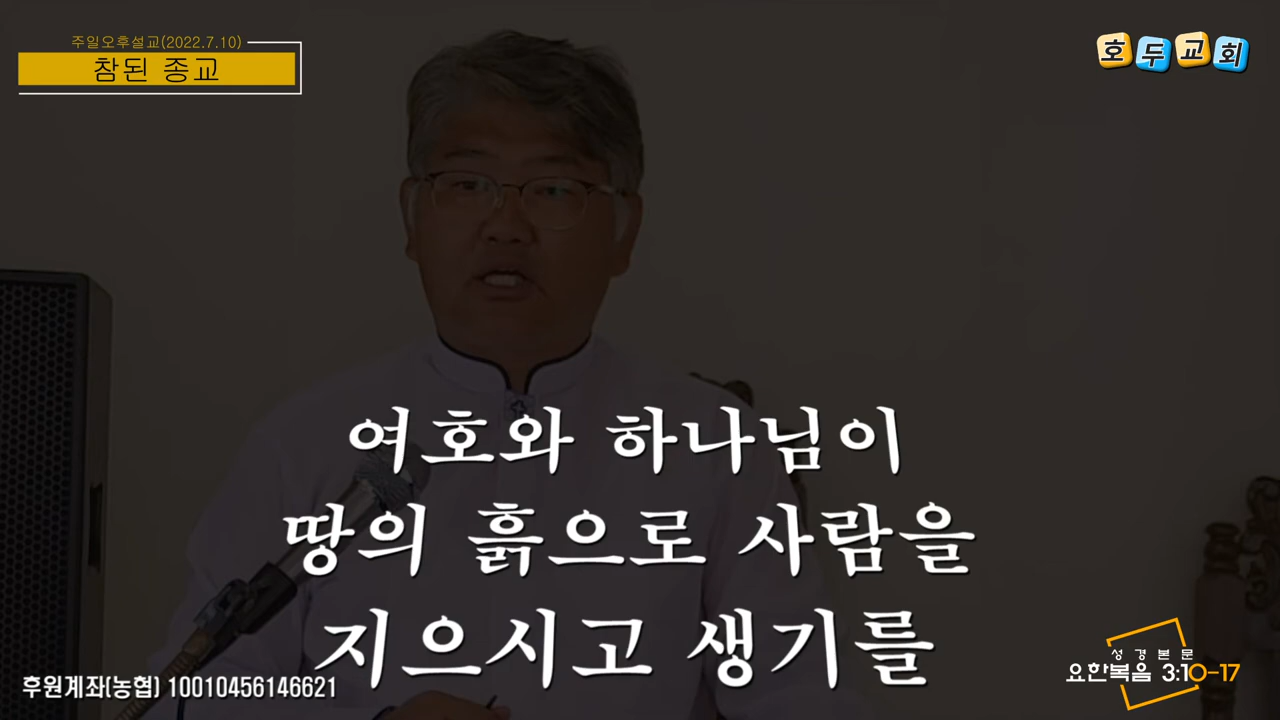 주일오후설교(2022.7.10)
참된 종교
호두교회
여호와 하나님이
땅의 흙으로 사람을
지으시고 생기를
후원계좌(농협) 10010456146621
성경본문
요한복음 3:10-17